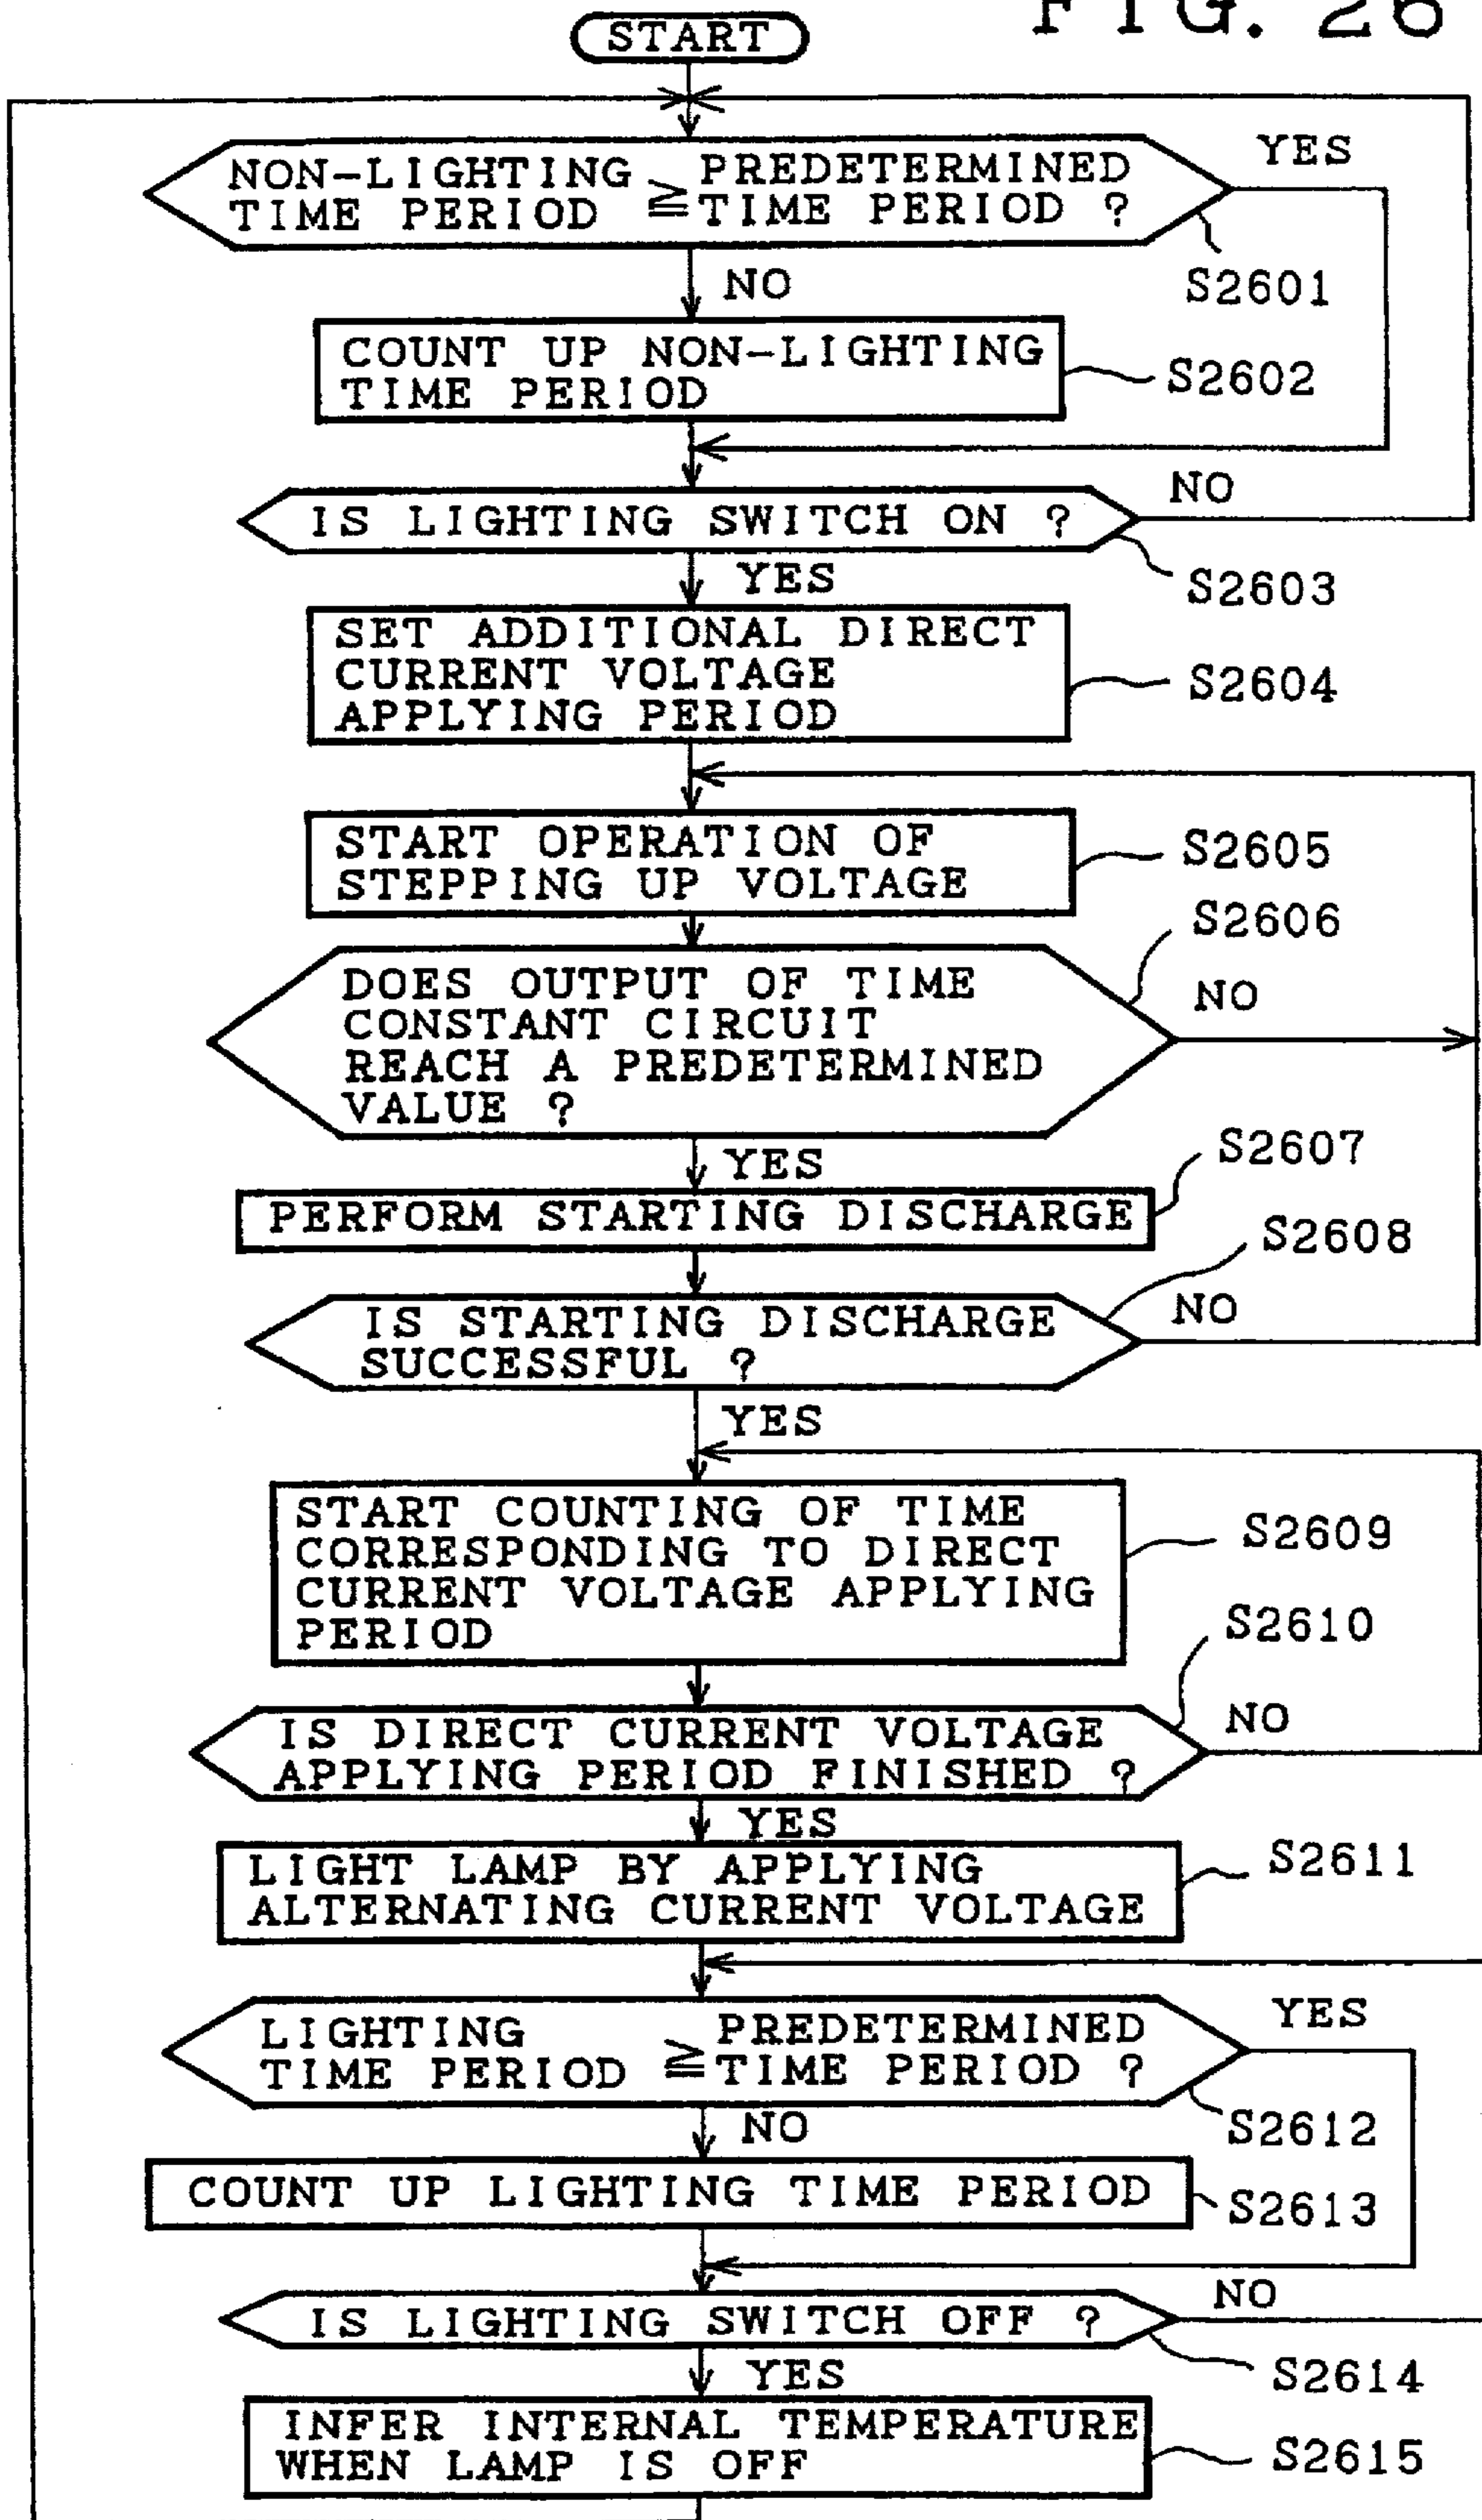 FIG. 26
START
NON-LIGHTING TIME PERIOD ≧ PREDETERMINED TIME PERIOD ?
YES
S2601
NO
COUNT UP NON-LIGHTING
TIME PERIOD
S2602
IS LIGHTING SWITCH ON ?
NO
S2603
YES
SET ADDITIONAL DIRECT
CURRENT VOLTAGE
APPLYING PERIOD
S2604
START OPERATION OF
STEPPING UP VOLTAGE
S2605
S2606
DOES OUTPUT OF TIME
CONSTANT CIRCUIT
REACH A PREDETERMINED
VALUE ?
NO
YES
S2607
PERFORM STARTING DISCHARGE
S2608
IS STARTING DISCHARGE
SUCCESSFUL ?
NO
YES
START COUNTING OF TIME
CORRESPONDING TO DIRECT
CURRENT VOLTAGE APPLYING
PERIOD
S2609
S2610
IS DIRECT CURRENT VOLTAGE
APPLYING PERIOD FINISHED ?
NO
YES
LIGHT LAMP BY APPLYING
ALTERNATING CURRENT VOLTAGE
S2611
LIGHTING TIME PERIOD ≧ PREDETERMINED TIME PERIOD ?
YES
S2612
NO
COUNT UP LIGHTING TIME PERIOD
S2613
IS LIGHTING SWITCH OFF ?
NO
S2614
YES
INFER INTERNAL TEMPERATURE
WHEN LAMP IS OFF
S2615